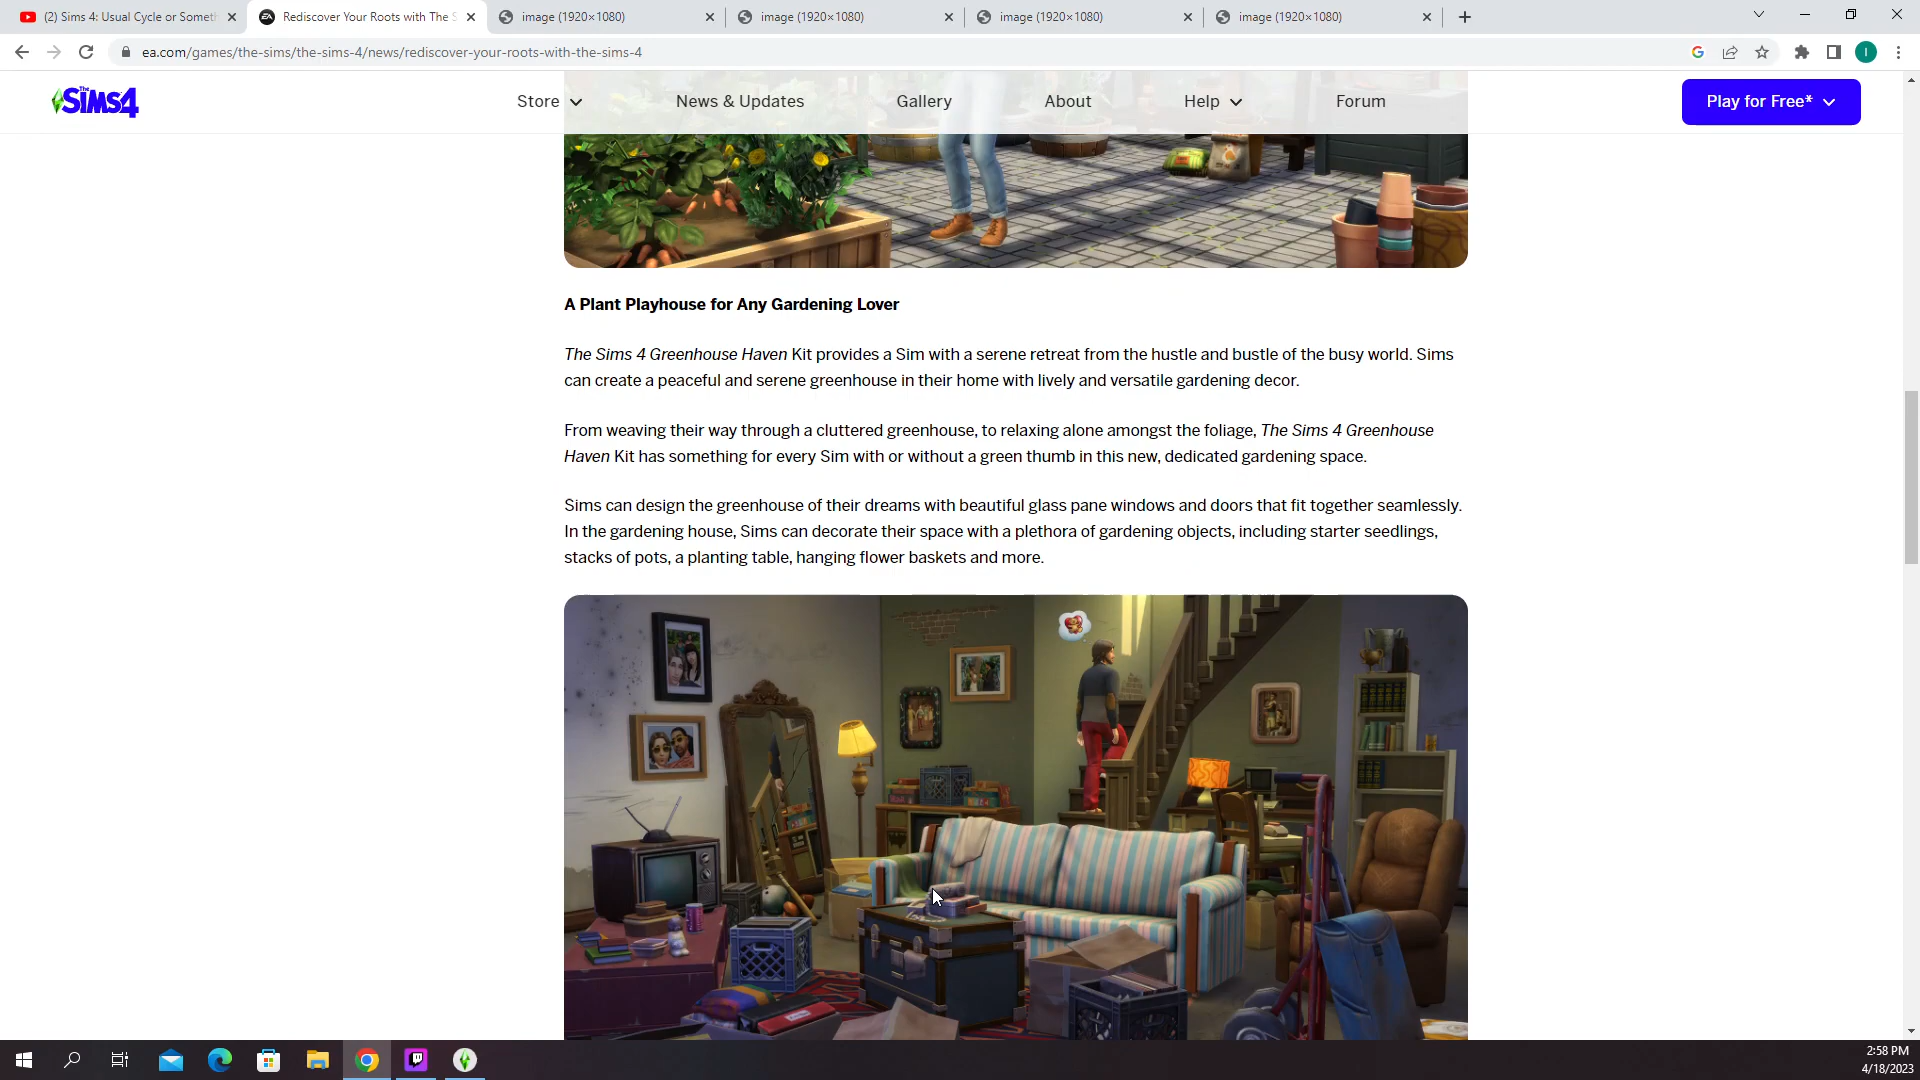 (2) Sims 4: Usual Cycle or Someth
Rediscover Your Roots with The S
image (1920×1080)
image (1920×1080)
image (1920×1080)
image (1920×1080)
ea.com/games/the-sims/the-sims-4/news/rediscover-your-roots-with-the-sims-4
I
The Sims 4
Store
News & Updates
Gallery
About
Help
Forum
Play for Free*
A Plant Playhouse for Any Gardening Lover
The Sims 4 Greenhouse Haven Kit provides a Sim with a serene retreat from the hustle and bustle of the busy world. Sims
can create a peaceful and serene greenhouse in their home with lively and versatile gardening decor.
From weaving their way through a cluttered greenhouse, to relaxing alone amongst the foliage, The Sims 4 Greenhouse
Haven Kit has something for every Sim with or without a green thumb in this new, dedicated gardening space.
Sims can design the greenhouse of their dreams with beautiful glass pane windows and doors that fit together seamlessly.
In the gardening house, Sims can decorate their space with a plethora of gardening objects, including starter seedlings,
stacks of pots, a planting table, hanging flower baskets and more.
2:58 PM
4/18/2023